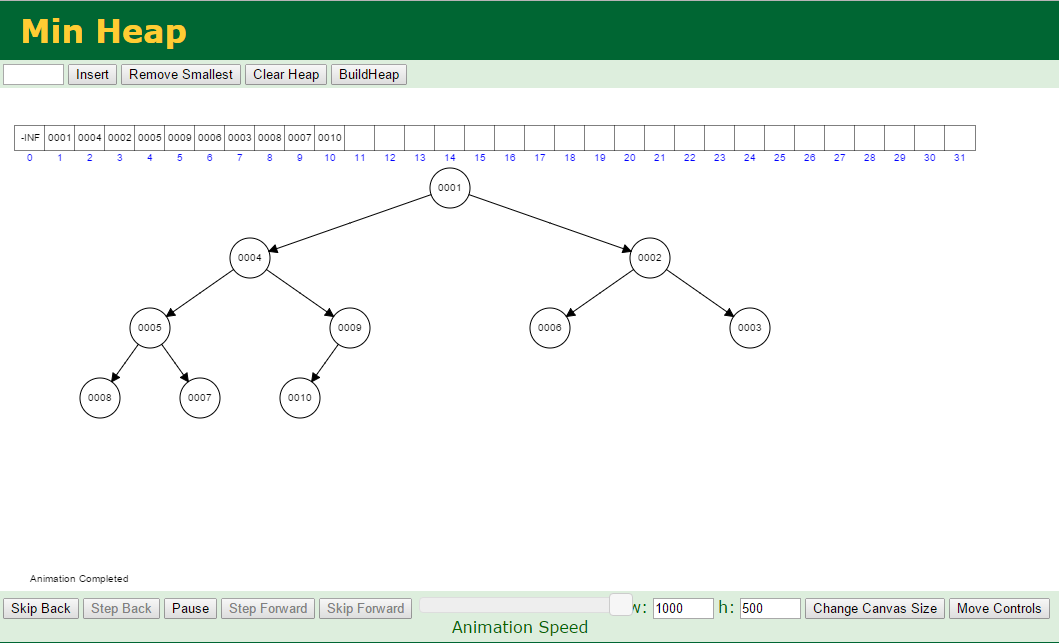 Min Heap
Insert Remove Smallest Clear Heap BuildHeap
-INF 0001 0004 0002 0005 0009 0006 0003 0008 0007 0010
0 1 2 3 4 5 6 7 8 9 10 11 12 13 14 15 16 17 18 19 20 21 22 23 24 25 26 27 28 29 30 31
0001
0004 0002
0005 0009 0006 0003
0008 0007 0010
Animation Completed
Skip Back Step Back Pause Step Forward Skip Forward w: 1000 h: 500 Change Canvas Size Move Controls
Animation Speed